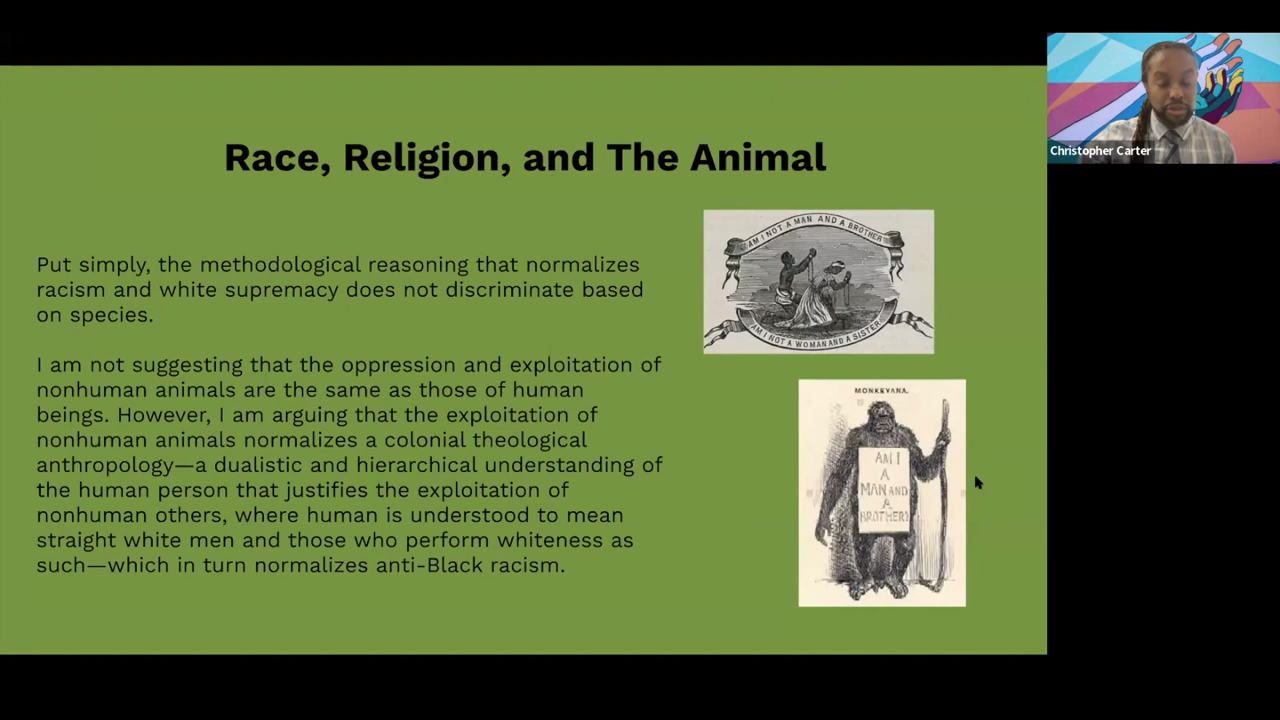 Race, Religion, and The Animal
Christopher Carter
Put simply, the methodological reasoning that normalizes
racism and white supremacy does not discriminate based
on species.
I am not suggesting that the oppression and exploitation of
nonhuman animals are the same as those of human
beings. However, I am arguing that the exploitation of
nonhuman animals normalizes a colonial theological
anthropology—a dualistic and hierarchical understanding of
the human person that justifies the exploitation of
nonhuman others, where human is understood to mean
straight white men and those who perform whiteness as
such—which in turn normalizes anti-Black racism.
AM I NOT A MAN AND A BROTHER
AM I NOT A WOMAN AND A SISTER
MONKEYANA.
AM I
A
MAN AND
A
BROTHER?